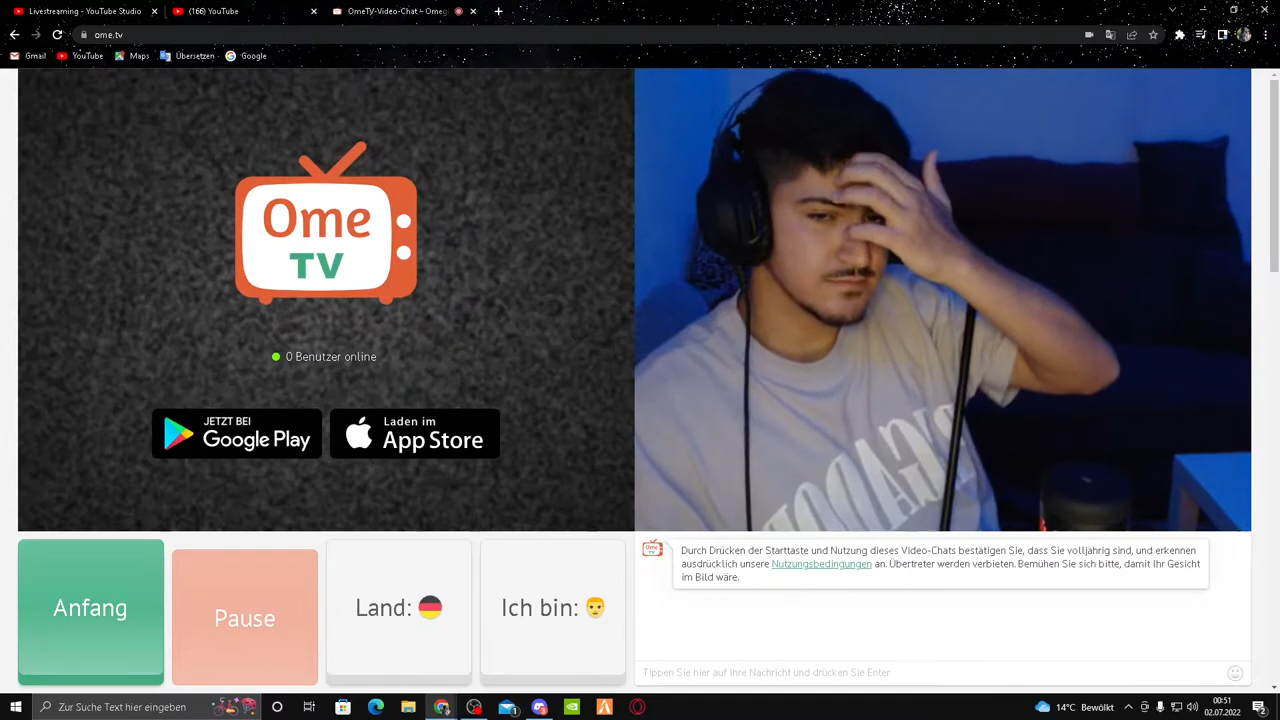 Livestreaming - YouTube Studio
(166) YouTube
OmeTV-Video-Chat – Omeg
ome.tv
Gmail
YouTube
Maps
Übersetzen
Google
Ome
TV
0 Benutzer online
JETZT BEI
Google Play
Laden im
App Store
Anfang
Pause
Land:
Ich bin:
Ome
TV
Durch Drücken der Starttaste und Nutzung dieses Video-Chats bestätigen Sie, dass Sie volljährig sind, und erkennen
ausdrücklich unsere Nutzungsbedingungen an. Übertreter werden verbieten. Bemühen Sie sich bitte, damit Ihr Gesicht
im Bild wäre.
Tippen Sie hier auf Ihre Nachricht und drücken Sie Enter
Zur Suche Text hier eingeben
14°C Bewölkt
00:51
02.07.2022